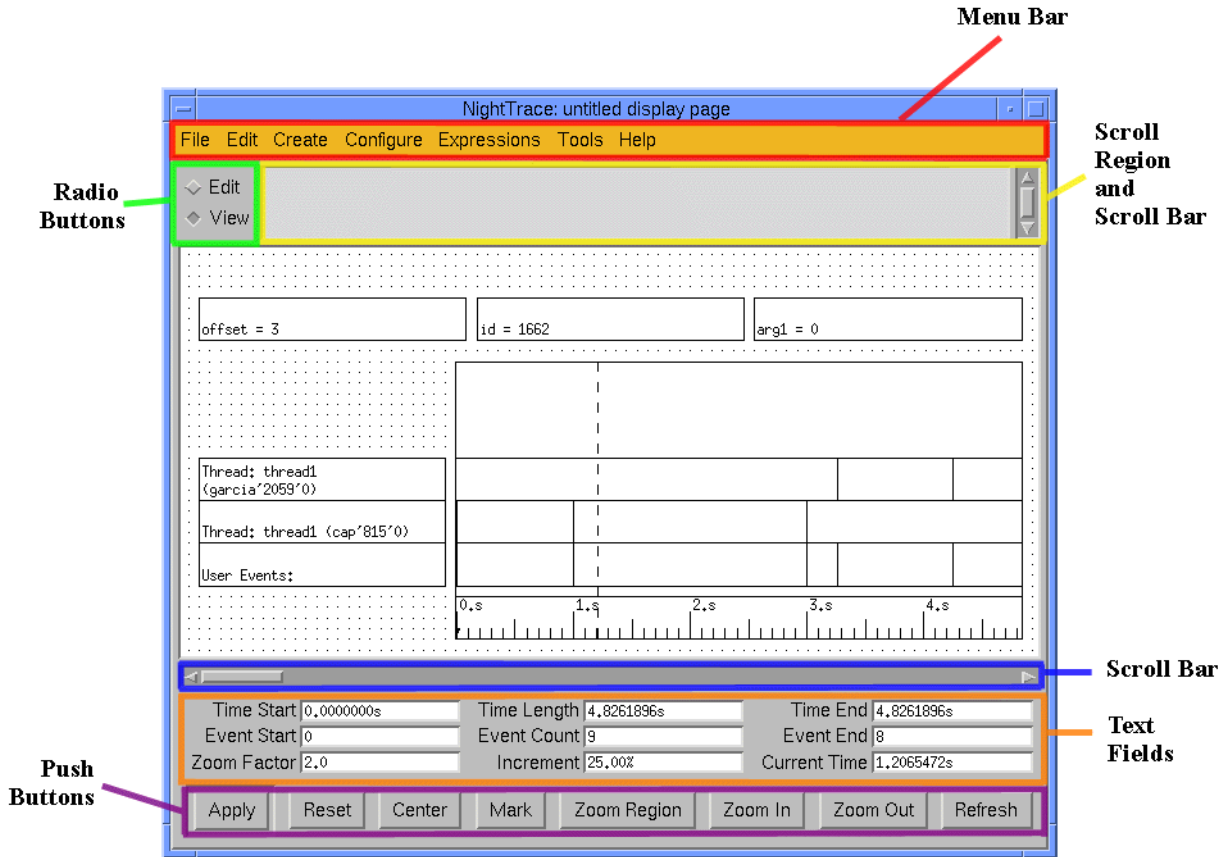 Menu Bar
NightTrace: untitled display page
File Edit Create Configure Expressions Tools Help
Scroll
Region
and
Scroll Bar
Radio
Buttons
Edit
View
offset = 3
id = 1662
arg1 = 0
Thread: thread1
(garcia'2059'0)
Thread: thread1 (cap'815'0)
User Events:
0.s 1.s 2.s 3.s 4.s
Scroll Bar
Time Start 0.0000000s Time Length 4.8261896s Time End 4.8261896s
Event Start 0 Event Count 9 Event End 8
Zoom Factor 2.0 Increment 25.00% Current Time 1.2065472s
Text
Fields
Push
Buttons
Apply Reset Center Mark Zoom Region Zoom In Zoom Out Refresh